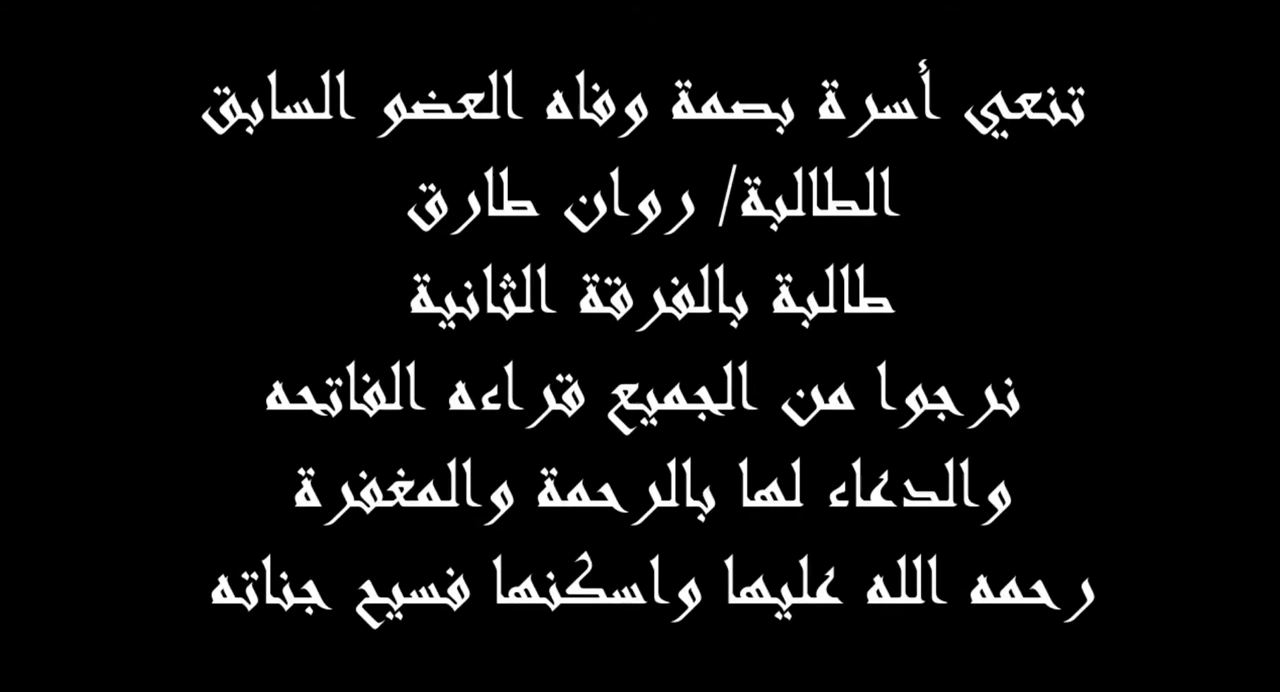 تنعي أسرة بصمة وفاه العضو السابق
الطالبة/ روان طارق
طالبة بالفرقة الثانية
نرجوا من الجميع قراءه الفاتحه
والدعاء لها بالرحمة والمغفرة
رحمه الله عليها واسكنها فسيح جناته